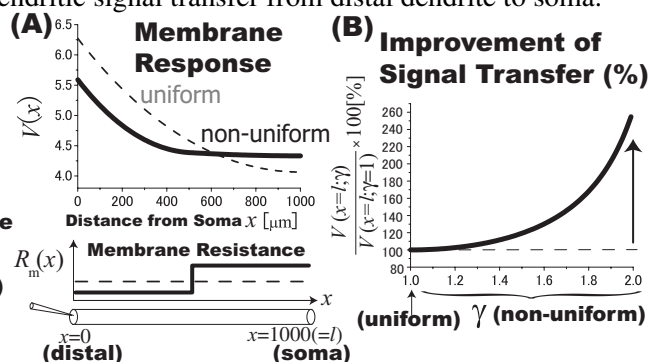 dendritic signal transfer from distal dendrite to soma.
(A)
Membrane
Response
6.5
6.0
5.5
5.0
4.5
4.0
V(x)
uniform
non-uniform
0 200 400 600 800 1000
Distance from Soma x [μm]
Membrane Resistance
Rm(x)
x
x=0
(distal)
x=1000(=l)
(soma)
(B)
Improvement of
Signal Transfer (%)
V(x=l;γ)
V(x=l;γ=1)
×100[%]
260
240
220
200
180
160
140
120
100
80
1.0 1.2 1.4 1.6 1.8 2.0
(uniform) γ (non-uniform)